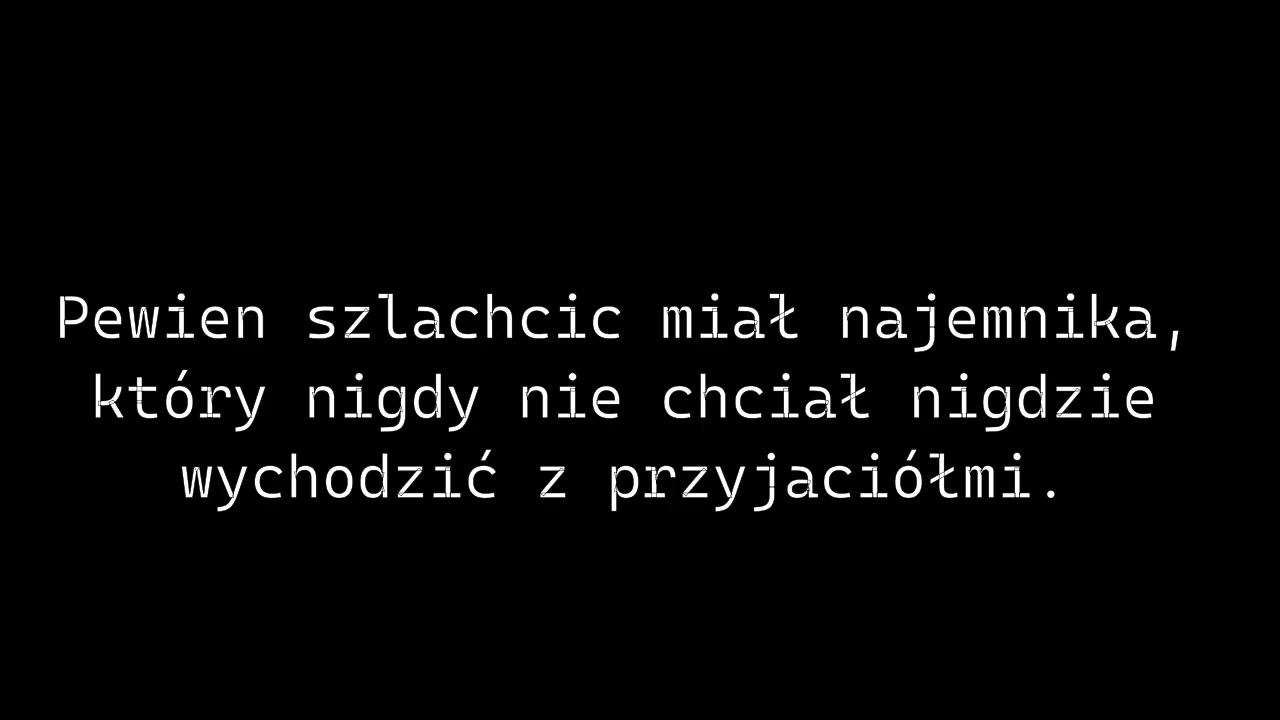 Pewien szlachcic miał najemnika,
który nigdy nie chciał nigdzie
wychodzić z przyjaciółmi.